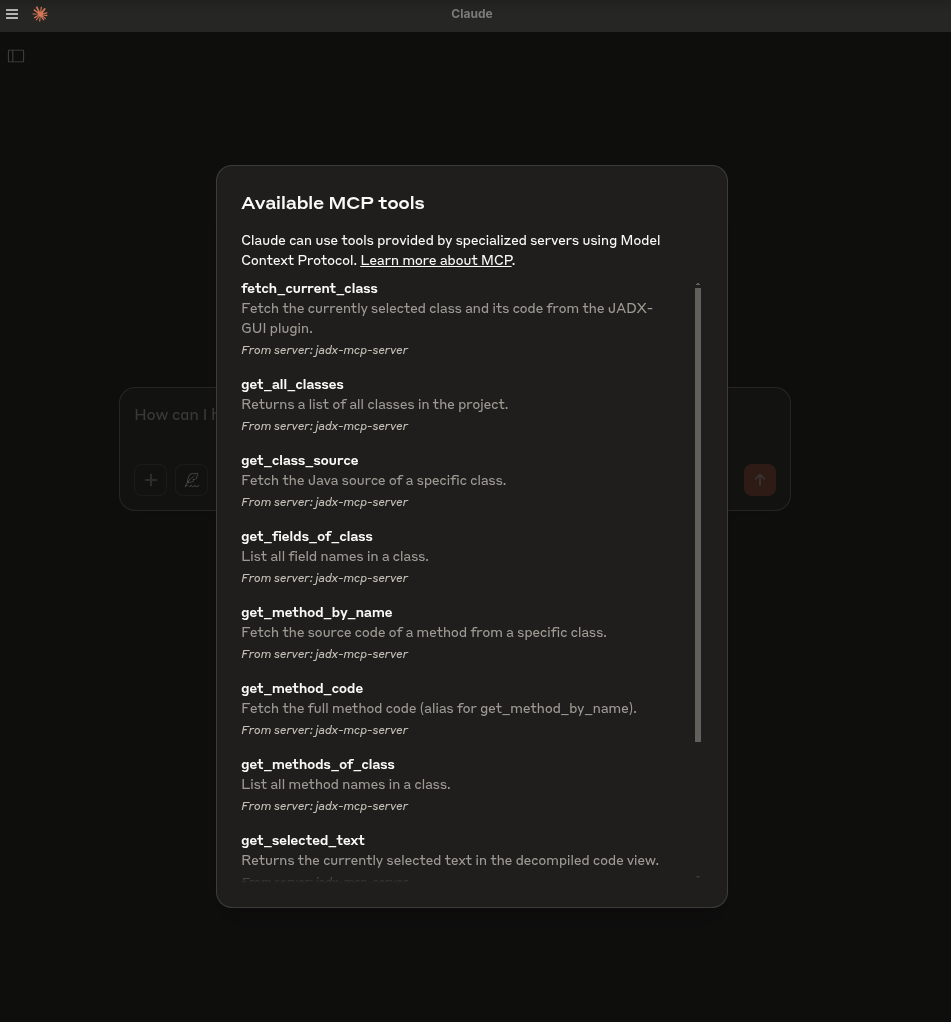 Claude
Available MCP tools
Claude can use tools provided by specialized servers using Model
Context Protocol. Learn more about MCP.
fetch_current_class
Fetch the currently selected class and its code from the JADX-
GUI plugin.
From server: jadx-mcp-server
get_all_classes
Returns a list of all classes in the project.
From server: jadx-mcp-server
How can I h
get_class_source
Fetch the Java source of a specific class.
From server: jadx-mcp-server
get_fields_of_class
List all field names in a class.
From server: jadx-mcp-server
get_method_by_name
Fetch the source code of a method from a specific class.
From server: jadx-mcp-server
get_method_code
Fetch the full method code (alias for get_method_by_name).
From server: jadx-mcp-server
get_methods_of_class
List all method names in a class.
From server: jadx-mcp-server
get_selected_text
Returns the currently selected text in the decompiled code view.
From server: jadx-mcp-server